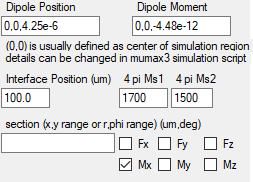 Dipole Position Dipole Moment
0,0,4.25e-6 0,0,-4.48e-12
(0,0) is usually defined as center of simulation region
details can be changed in mumax3 simulation script
Interface Position (um) 4 pi Ms1 4 pi Ms2
100.0 1700 1500
section (x,y range or r,phi range) (um,deg)
Fx Fy Fz
Mx My Mz